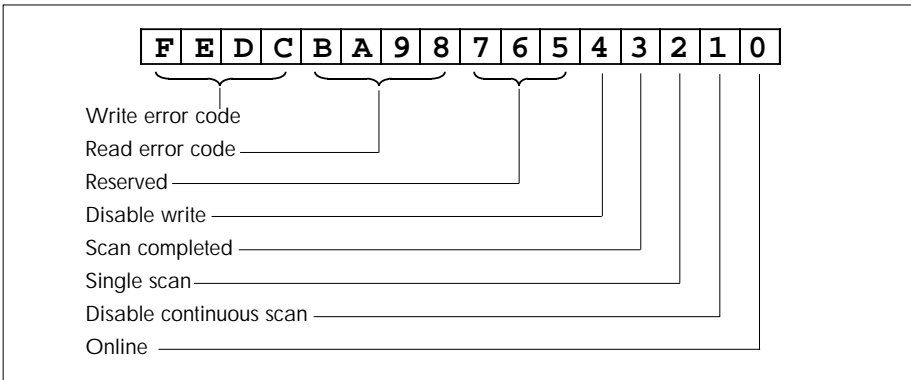 F E D C B A 9 8 7 6 5 4 3 2 1 0
Write error code
Read error code
Reserved
Disable write
Scan completed
Single scan
Disable continuous scan
Online